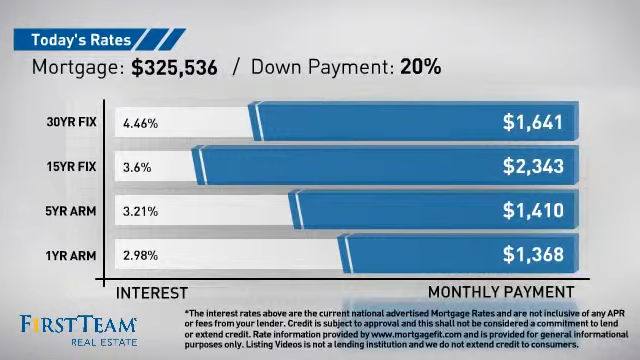 Today's Rates
Mortgage: $325,536 / Down Payment: 20%
30YR FIX 4.46% $1,641
15YR FIX 3.6% $2,343
5YR ARM 3.21% $1,410
1YR ARM 2.98% $1,368
INTEREST MONTHLY PAYMENT
FIRSTTEAM®
REAL ESTATE
*The interest rates above are the current national advertised Mortgage Rates and are not inclusive of any APR
or fees from your lender. Credit is subject to approval and this shall not be considered a commitment to lend
or extend credit. Rate information provided by www.mortgagefit.com and is provided for general informational
purposes only. Listing Videos is not a lending institution and we do not extend credit to consumers.